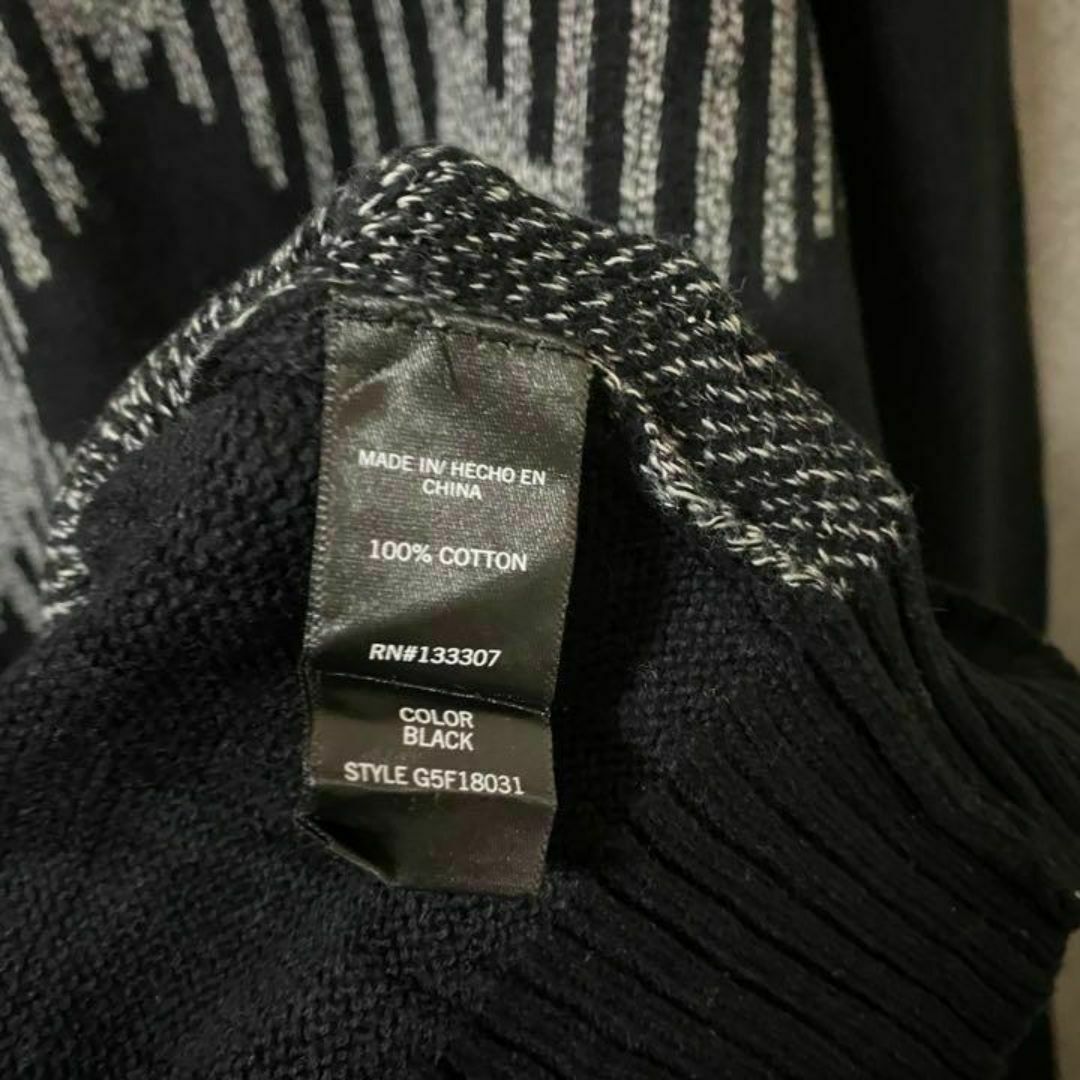 MADE IN/ HECHO EN
CHINA
100% COTTON
RN#133307
COLOR
BLACK
STYLE G5F18031